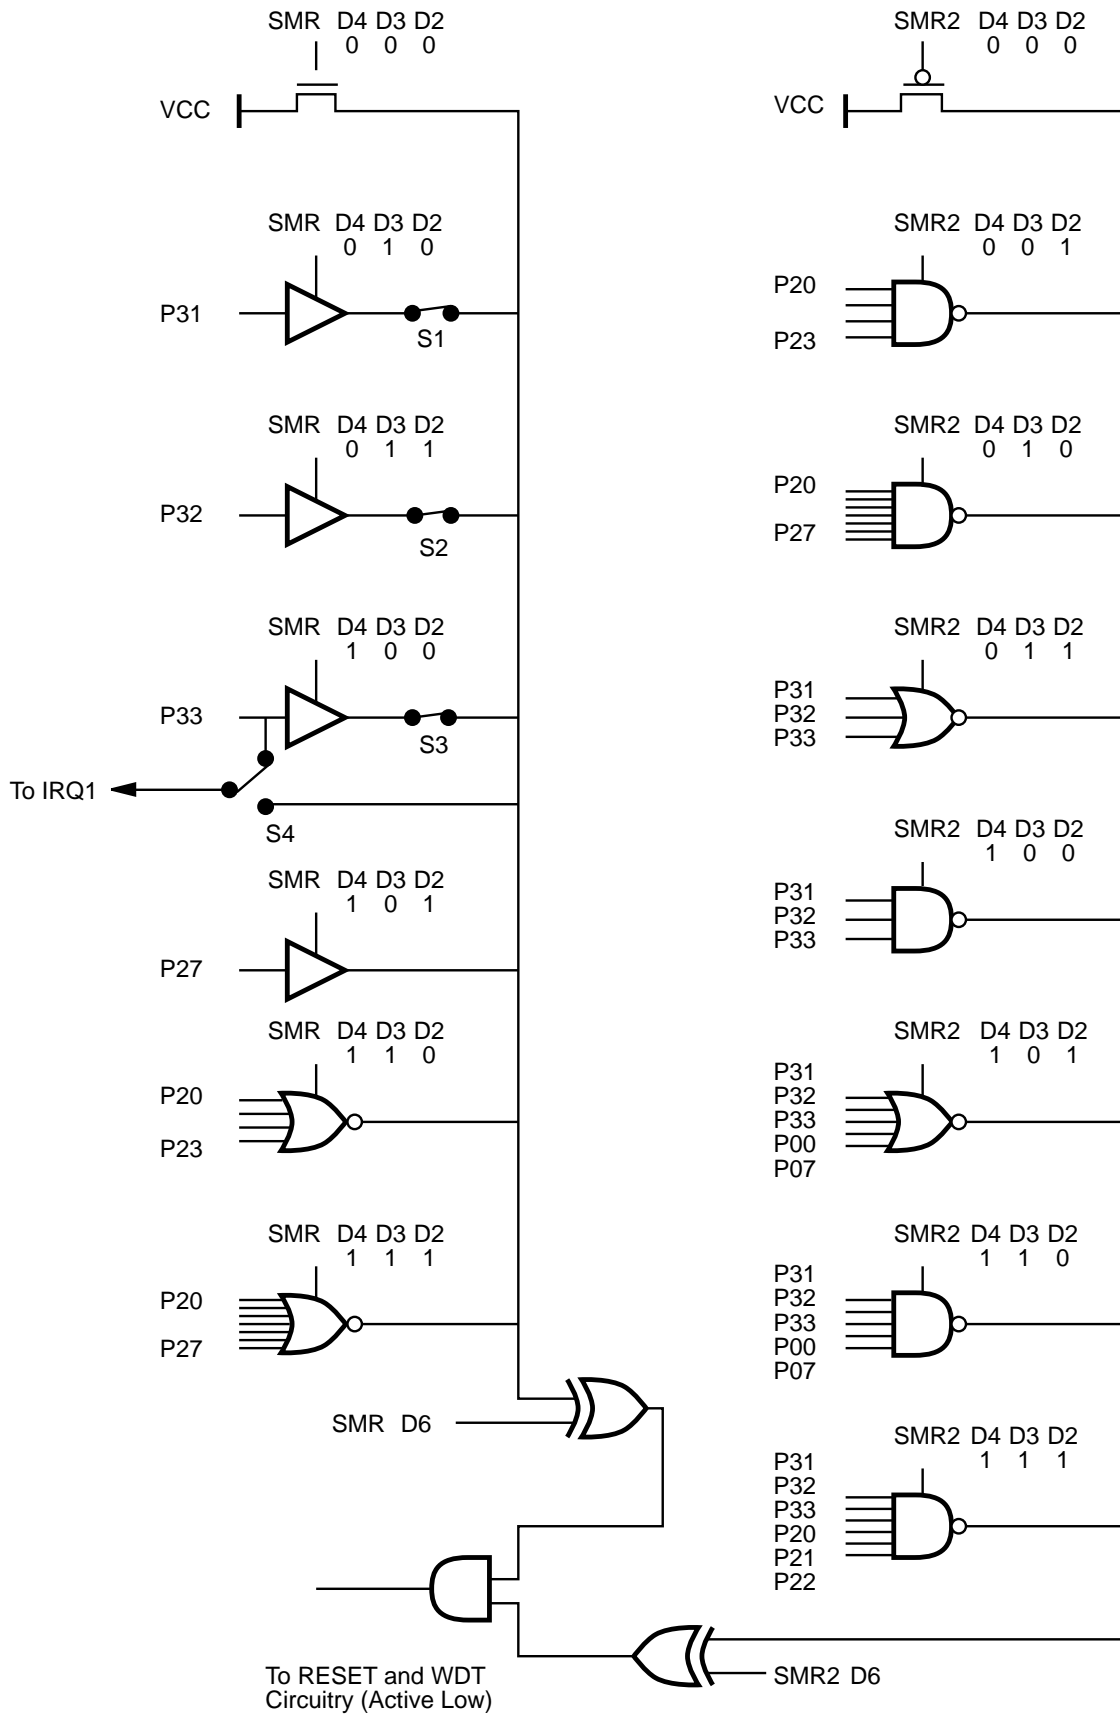 SMR D4 D3 D2
0 0 0
VCC
SMR D4 D3 D2
0 1 0
P31
S1
SMR D4 D3 D2
0 1 1
P32
S2
SMR D4 D3 D2
1 0 0
P33
S3
To IRQ1
S4
SMR D4 D3 D2
1 0 1
P27
SMR D4 D3 D2
1 1 0
P20
P23
SMR D4 D3 D2
1 1 1
P20
P27
SMR D6
To RESET and WDT
Circuitry (Active Low)
SMR2 D4 D3 D2
0 0 0
VCC
SMR2 D4 D3 D2
0 0 1
P20
P23
SMR2 D4 D3 D2
0 1 0
P20
P27
SMR2 D4 D3 D2
0 1 1
P31
P32
P33
SMR2 D4 D3 D2
1 0 0
P31
P32
P33
SMR2 D4 D3 D2
1 0 1
P31
P32
P33
P00
P07
SMR2 D4 D3 D2
1 1 0
P31
P32
P33
P00
P07
SMR2 D4 D3 D2
1 1 1
P31
P32
P33
P20
P21
P22
SMR2 D6